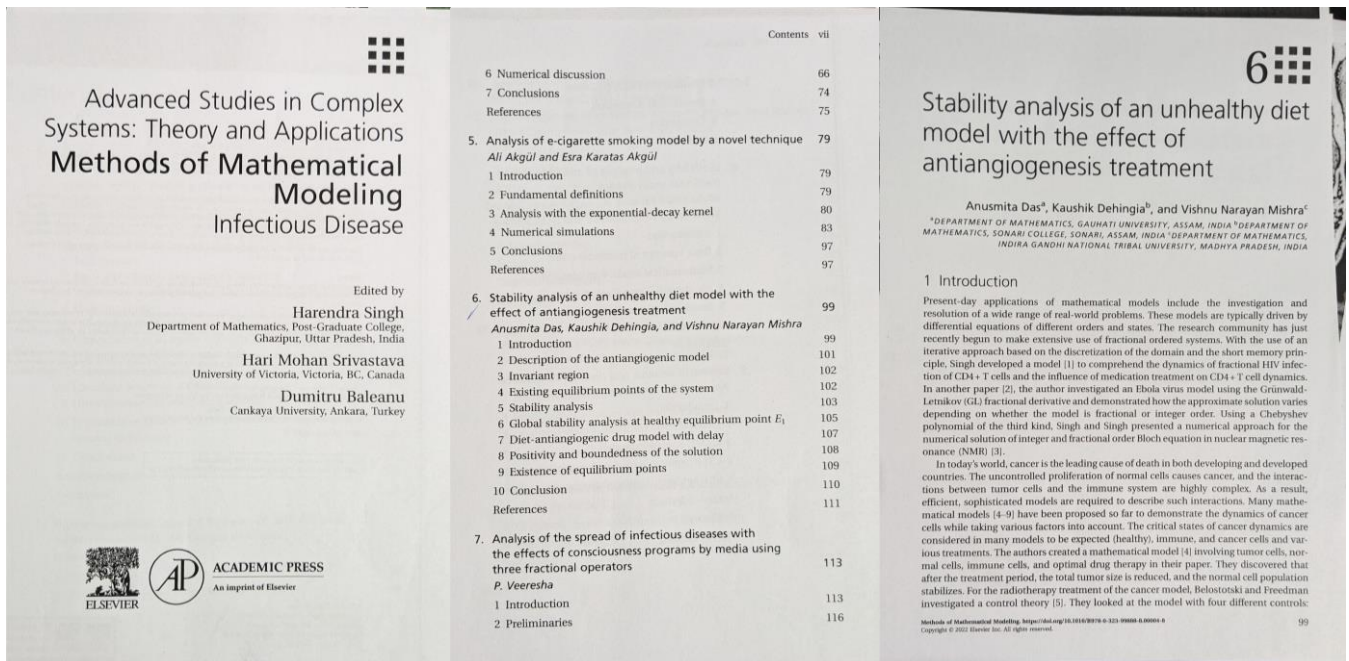 Advanced Studies in Complex
Systems: Theory and Applications
Methods of Mathematical
Modeling
Infectious Disease
Edited by
Harendra Singh
Department of Mathematics, Post-Graduate College,
Ghazipur, Uttar Pradesh, India
Hari Mohan Srivastava
University of Victoria, Victoria, BC, Canada
Dumitru Baleanu
Cankaya University, Ankara, Turkey
ELSEVIER
AP
ACADEMIC PRESS
An imprint of Elsevier
Contents vii
6 Numerical discussion 66
7 Conclusions 74
References 75
5. Analysis of e-cigarette smoking model by a novel technique 79
Ali Akgül and Esra Karatas Akgül
1 Introduction 79
2 Fundamental definitions 79
3 Analysis with the exponential-decay kernel 80
4 Numerical simulations 83
5 Conclusions 97
References 97
6. Stability analysis of an unhealthy diet model with the
effect of antiangiogenesis treatment 99
Anusmita Das, Kaushik Dehingia, and Vishnu Narayan Mishra
1 Introduction 99
2 Description of the antiangiogenic model 101
3 Invariant region 102
4 Existing equilibrium points of the system 102
5 Stability analysis 103
6 Global stability analysis at healthy equilibrium point E₁ 105
7 Diet-antiangiogenic drug model with delay 107
8 Positivity and boundedness of the solution 108
9 Existence of equilibrium points 109
10 Conclusion 110
References 111
7. Analysis of the spread of infectious diseases with
the effects of consciousness programs by media using
three fractional operators 113
P. Veeresha
1 Introduction 113
2 Preliminaries 116
6
Stability analysis of an unhealthy diet
model with the effect of
antiangiogenesis treatment
Anusmita Dasᵃ, Kaushik Dehingiaᵇ, and Vishnu Narayan Mishraᶜ
ᵃDEPARTMENT OF MATHEMATICS, GAUHATI UNIVERSITY, ASSAM, INDIA ᵇDEPARTMENT OF
MATHEMATICS, SONARI COLLEGE, SONARI, ASSAM, INDIA ᶜDEPARTMENT OF MATHEMATICS,
INDIRA GANDHI NATIONAL TRIBAL UNIVERSITY, MADHYA PRADESH, INDIA
1 Introduction
Present-day applications of mathematical models include the investigation and
resolution of a wide range of real-world problems. These models are typically driven by
differential equations of different orders and states. The research community has just
recently begun to make extensive use of fractional ordered systems. With the use of an
iterative approach based on the discretization of the domain and the short memory prin-
ciple, Singh developed a model [1] to comprehend the dynamics of fractional HIV infec-
tion of CD4+ T cells and the influence of medication treatment on CD4+ T cell dynamics.
In another paper [2], the author investigated an Ebola virus model using the Grünwald-
Letnikov (GL) fractional derivative and demonstrated how the approximate solution varies
depending on whether the model is fractional or integer order. Using a Chebyshev
polynomial of the third kind, Singh and Singh presented a numerical approach for the
numerical solution of integer and fractional order Bloch equation in nuclear magnetic res-
onance (NMR) [3].
In today's world, cancer is the leading cause of death in both developing and developed
countries. The uncontrolled proliferation of normal cells causes cancer, and the interac-
tions between tumor cells and the immune system are highly complex. As a result,
efficient, sophisticated models are required to describe such interactions. Many mathe-
matical models [4–9] have been proposed so far to demonstrate the dynamics of cancer
cells while taking various factors into account. The critical states of cancer dynamics are
considered in many models to be expected (healthy), immune, and cancer cells and var-
ious treatments. The authors created a mathematical model [4] involving tumor cells, nor-
mal cells, immune cells, and optimal drug therapy in their paper. They discovered that
after the treatment period, the total tumor size is reduced, and the normal cell population
stabilizes. For the radiotherapy treatment of the cancer model, Belostotski and Freedman
investigated a control theory [5]. They looked at the model with four different controls:
Methods of Mathematical Modeling.
Copyright © 2022 Elsevier Inc. All rights reserved. 99